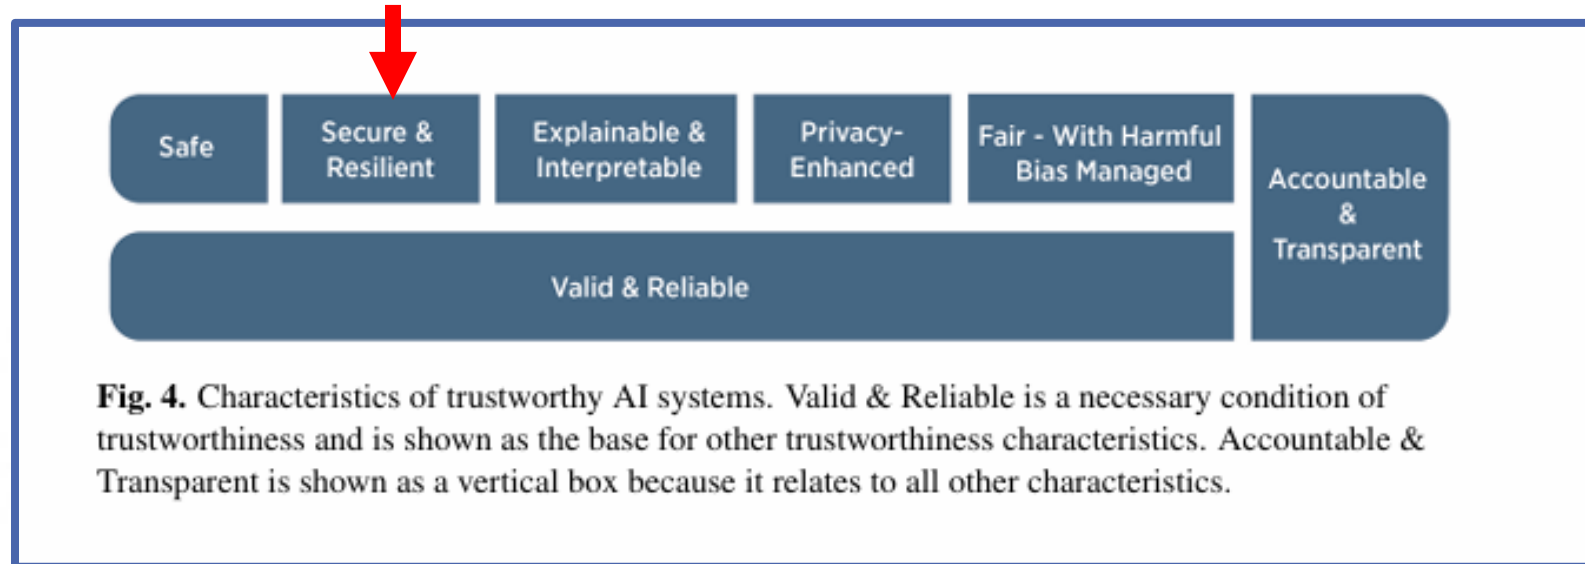 Safe
Secure &
Resilient
Explainable &
Interpretable
Privacy-
Enhanced
Fair - With Harmful
Bias Managed
Accountable
&
Transparent
Valid & Reliable
Fig. 4. Characteristics of trustworthy AI systems. Valid & Reliable is a necessary condition of
trustworthiness and is shown as the base for other trustworthiness characteristics. Accountable &
Transparent is shown as a vertical box because it relates to all other characteristics.